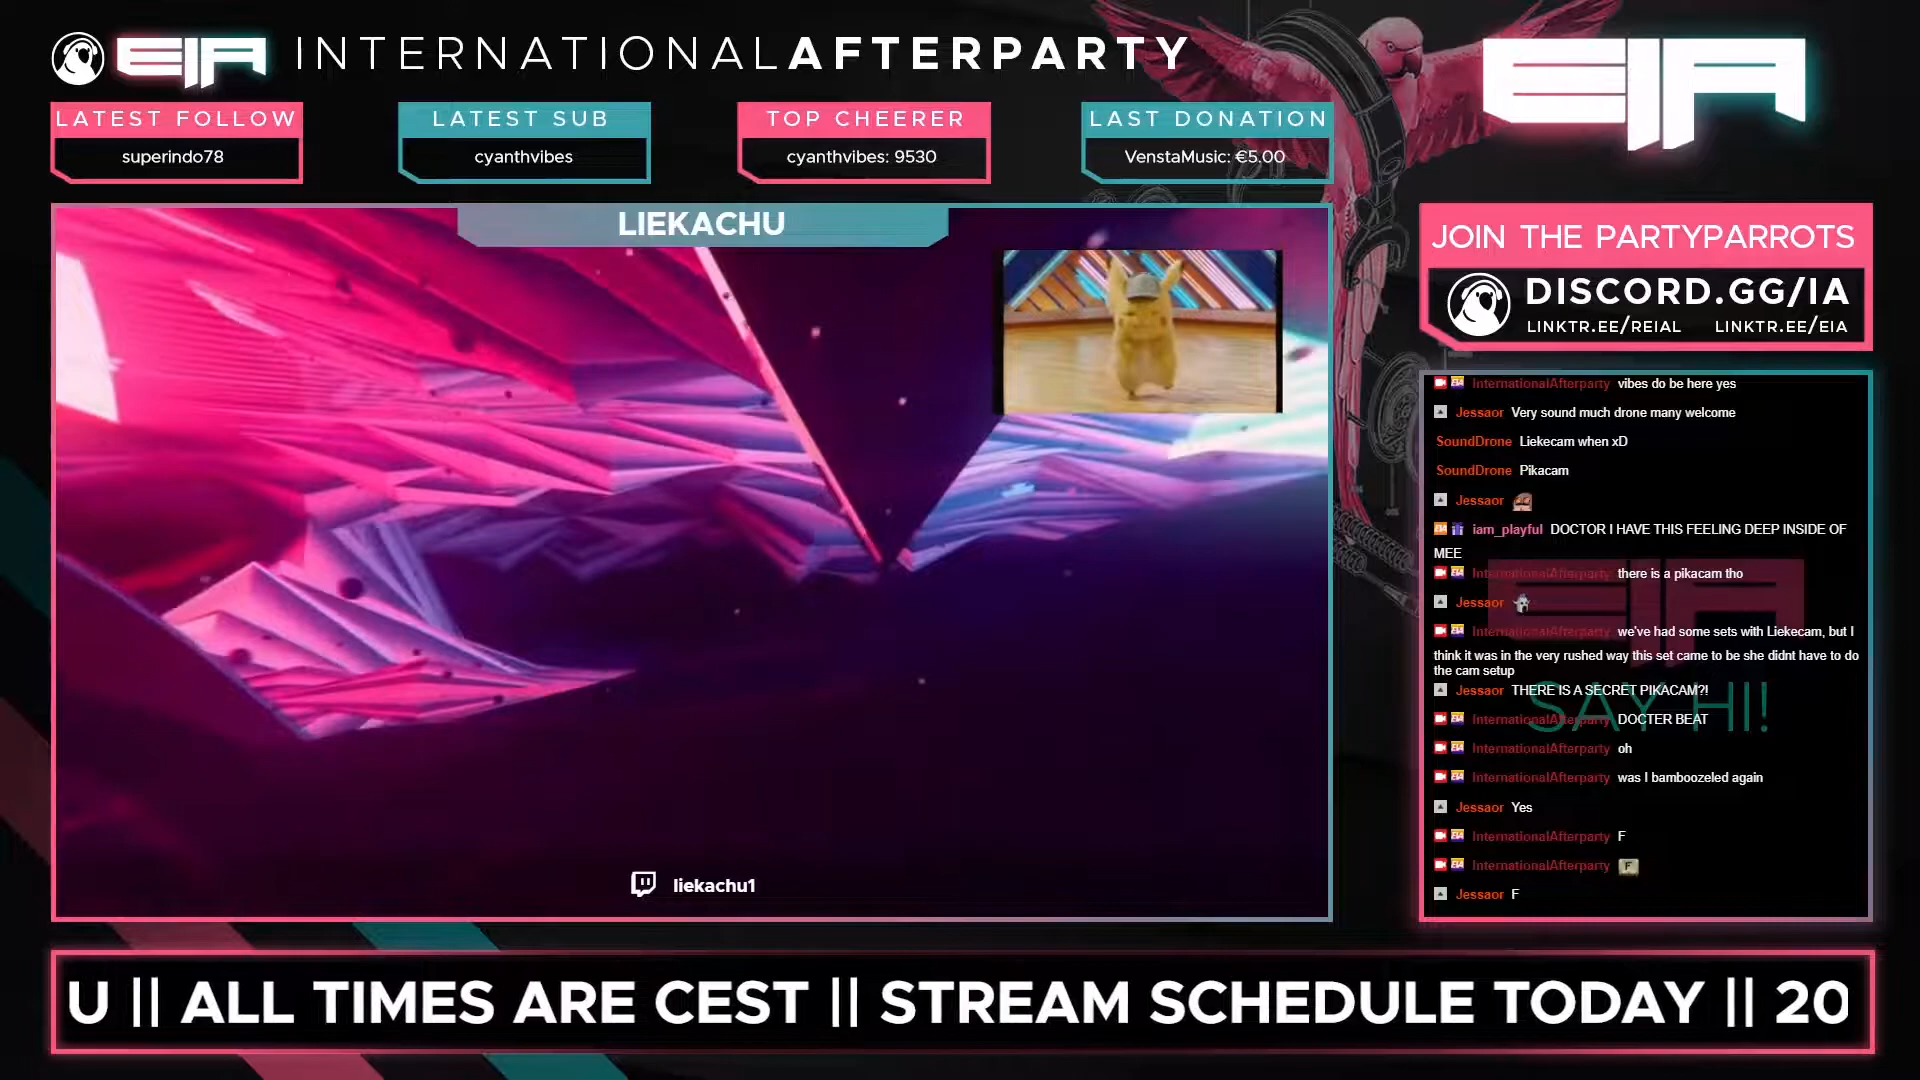 EIA INTERNATIONALAFTERPARTY
EIA
LATEST FOLLOW
superindo78
LATEST SUB
cyanthvibes
TOP CHEERER
cyanthvibes: 9530
LAST DONATION
VenstaMusic: €5.00
LIEKACHU
liekachu1
JOIN THE PARTYPARROTS
DISCORD.GG/IA
LINKTR.EE/REIAL LINKTR.EE/EIA
InternationalAfterparty vibes do be here yes
Jessaor Very sound much drone many welcome
SoundDrone Liekecam when xD
SoundDrone Pikacam
Jessaor
iam_playful DOCTOR I HAVE THIS FEELING DEEP INSIDE OF
MEE
InternationalAfterparty there is a pikacam tho
Jessaor
InternationalAfterparty we've had some sets with Liekecam, but I
think it was in the very rushed way this set came to be she didnt have to do
the cam setup
Jessaor THERE IS A SECRET PIKACAM?!
InternationalAfterparty DOCTER BEAT
InternationalAfterparty oh
InternationalAfterparty was I bamboozeled again
Jessaor Yes
InternationalAfterparty F
InternationalAfterparty F
Jessaor F
EIA
SAY HI!
U || ALL TIMES ARE CEST || STREAM SCHEDULE TODAY || 20